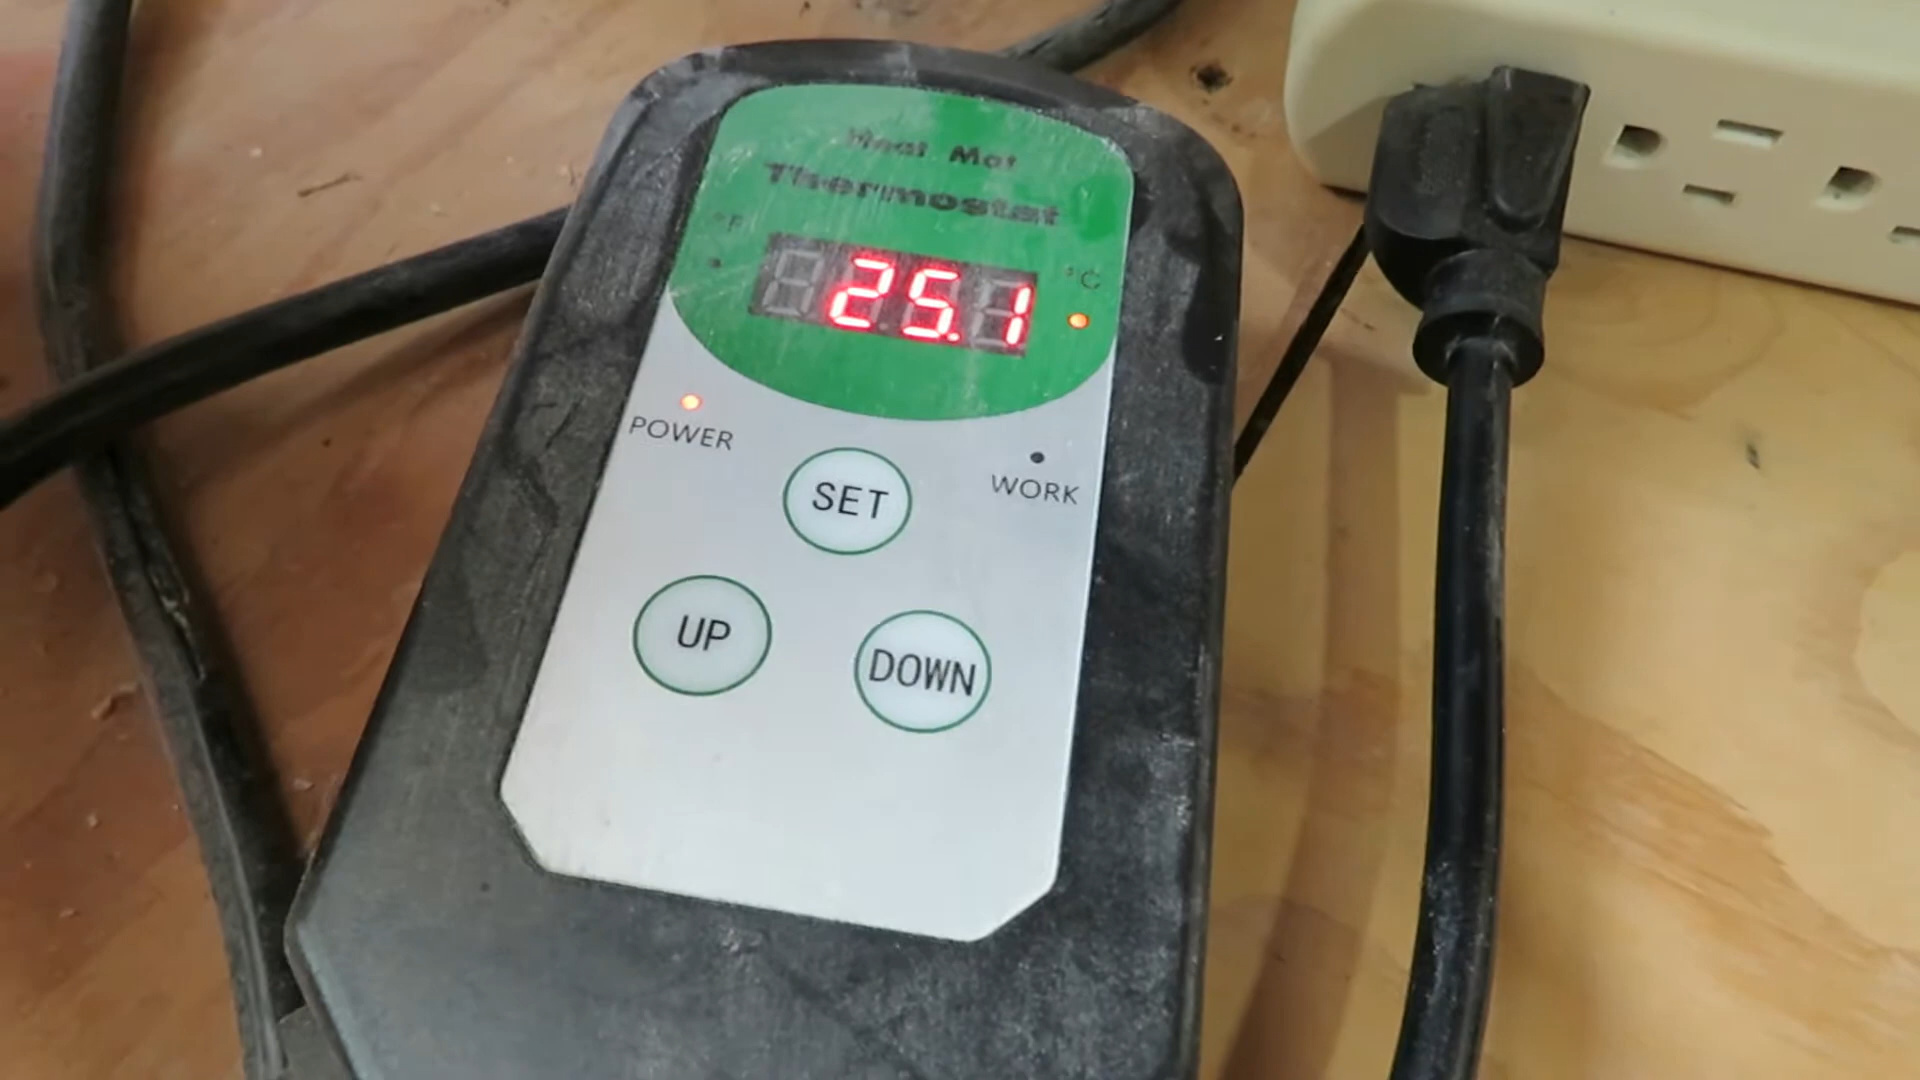 Heat Mat
Thermostat
°F
°C
25.1
POWER
WORK
SET
UP
DOWN